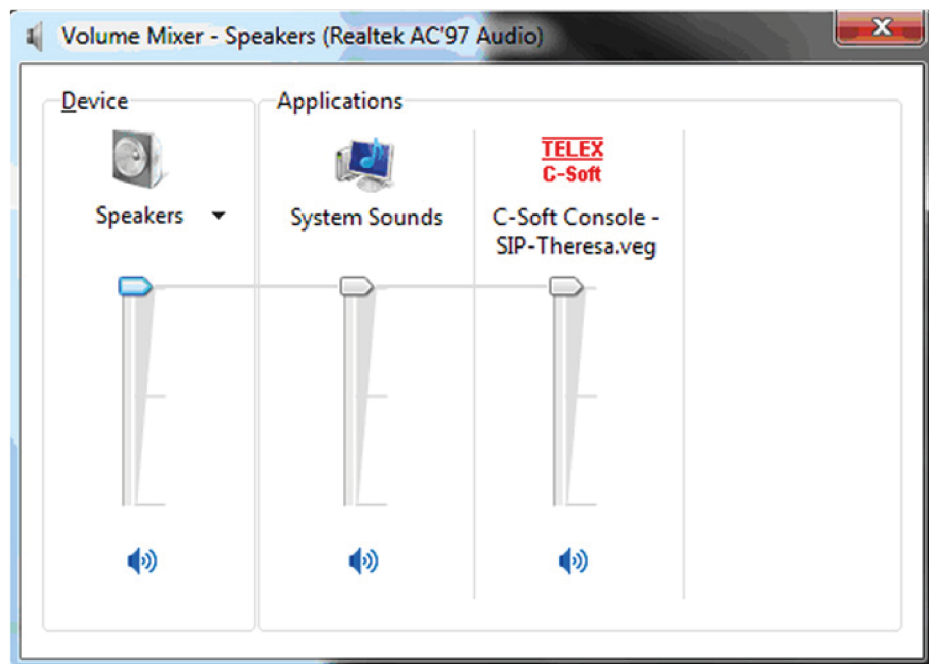 Volume Mixer - Speakers (Realtek AC'97 Audio)
Device
Applications
Speakers
System Sounds
TELEX
C-Soft
C-Soft Console -
SIP-Theresa.veg